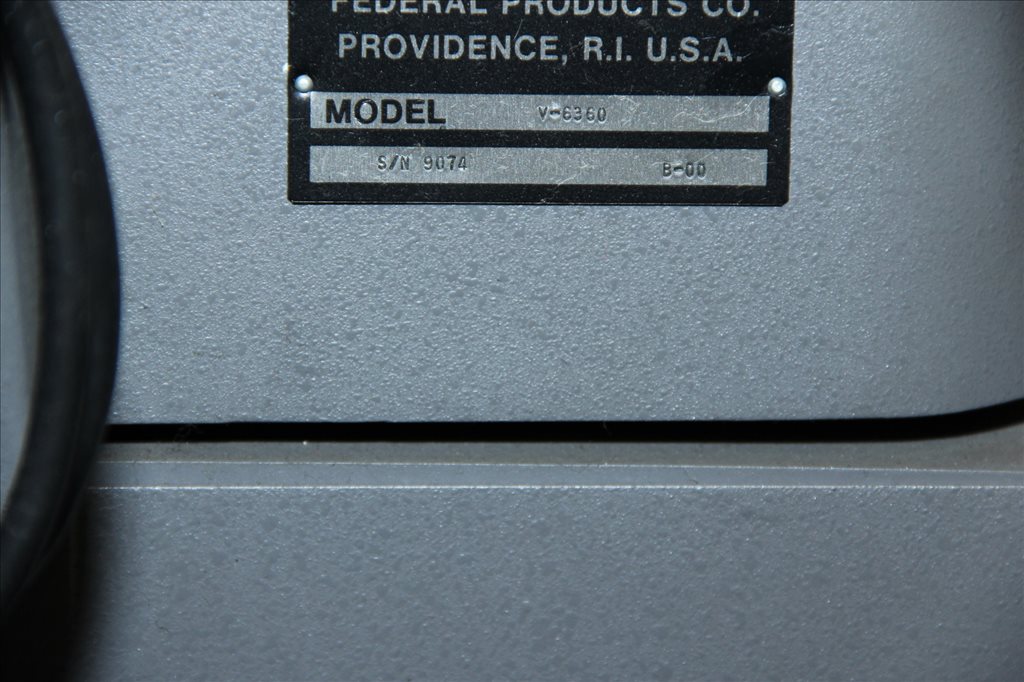 FEDERAL PRODUCTS CO.
PROVIDENCE, R.I. U.S.A.
MODEL V-6360
S/N 9074 B-00